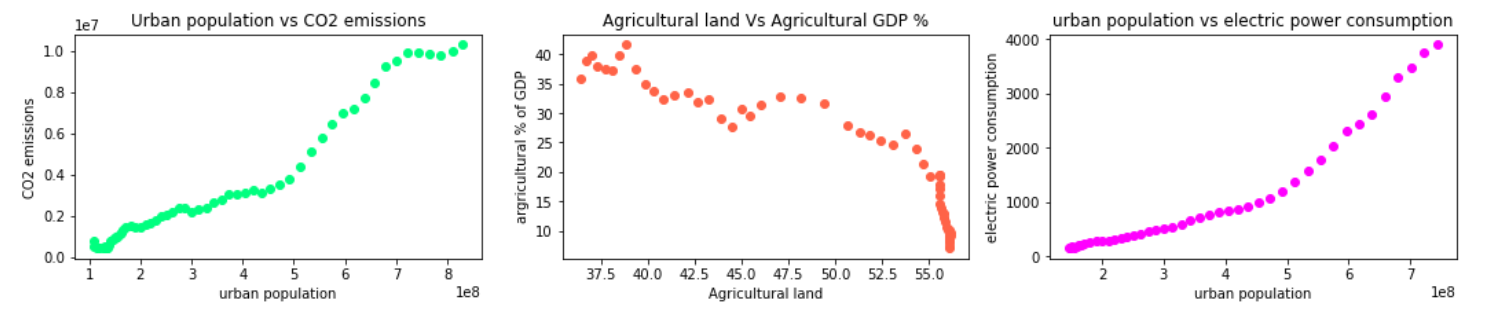 Urban population vs CO2 emissions
1e7
CO2 emissions
1.0
0.8
0.6
0.4
0.2
0.0
1 2 3 4 5 6 7 8
1e8
urban population
Agricultural land Vs Agricultural GDP %
argricultural % of GDP
40
35
30
25
20
15
10
37.5 40.0 42.5 45.0 47.5 50.0 52.5 55.0
Agricultural land
urban population vs electric power consumption
electric power consumption
4000
3000
2000
1000
0
2 3 4 5 6 7
1e8
urban population